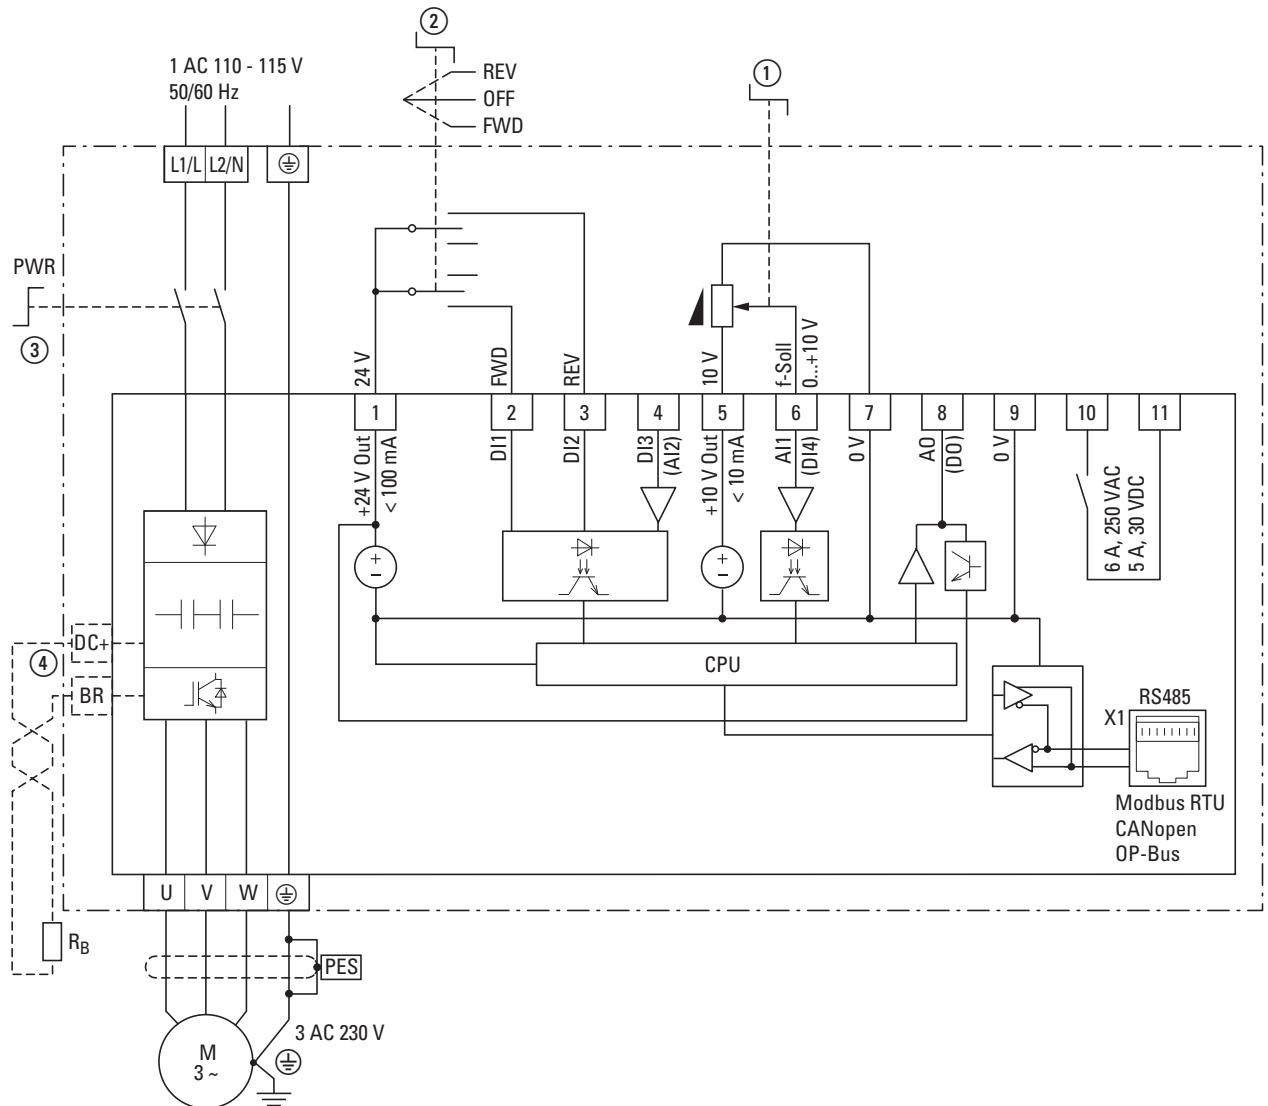 ②
1 AC 110 - 115 V
50/60 Hz
REV
OFF
FWD
①
L1/L
L2/N
PWR
③
24 V
FWD
REV
10 V
f-Soll
0...+10 V
1
2
3
4
5
6
7
8
9
10
11
+24 V Out
< 100 mA
DI1
DI2
DI3
(AI2)
+10 V Out
< 10 mA
AI1
(DI4)
0 V
AO
(DO)
0 V
6 A, 250 VAC
5 A, 30 VDC
+
-
+
-
DC+
④
BR
CPU
RS485
X1
Modbus RTU
CANopen
OP-Bus
U
V
W
RB
PES
3 AC 230 V
M
3 ~